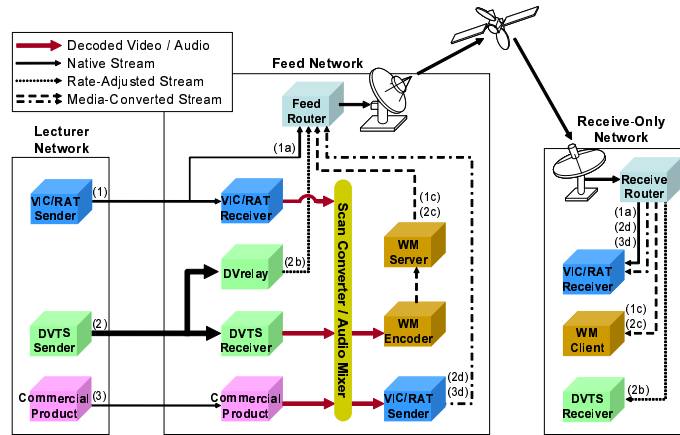 Decoded Video / Audio
Native Stream
Rate-Adjusted Stream
Media-Converted Stream
Feed Network
Feed
Router
Lecturer
Network
Receive-Only
Network
Receive
Router
(1a)
(1)
VIC/RAT
Sender
VIC/RAT
Receiver
(1c)
(2c)
WM
Server
(1a)
(2d)
(3d)
VIC/RAT
Receiver
DVrelay
(2b)
Scan Converter / Audio Mixer
(2)
DVTS
Sender
DVTS
Receiver
WM
Encoder
(1c)
(2c)
WM
Client
(3)
Commercial
Product
Commercial
Product
VIC/RAT
Sender
(2d)
(3d)
(2b)
DVTS
Receiver